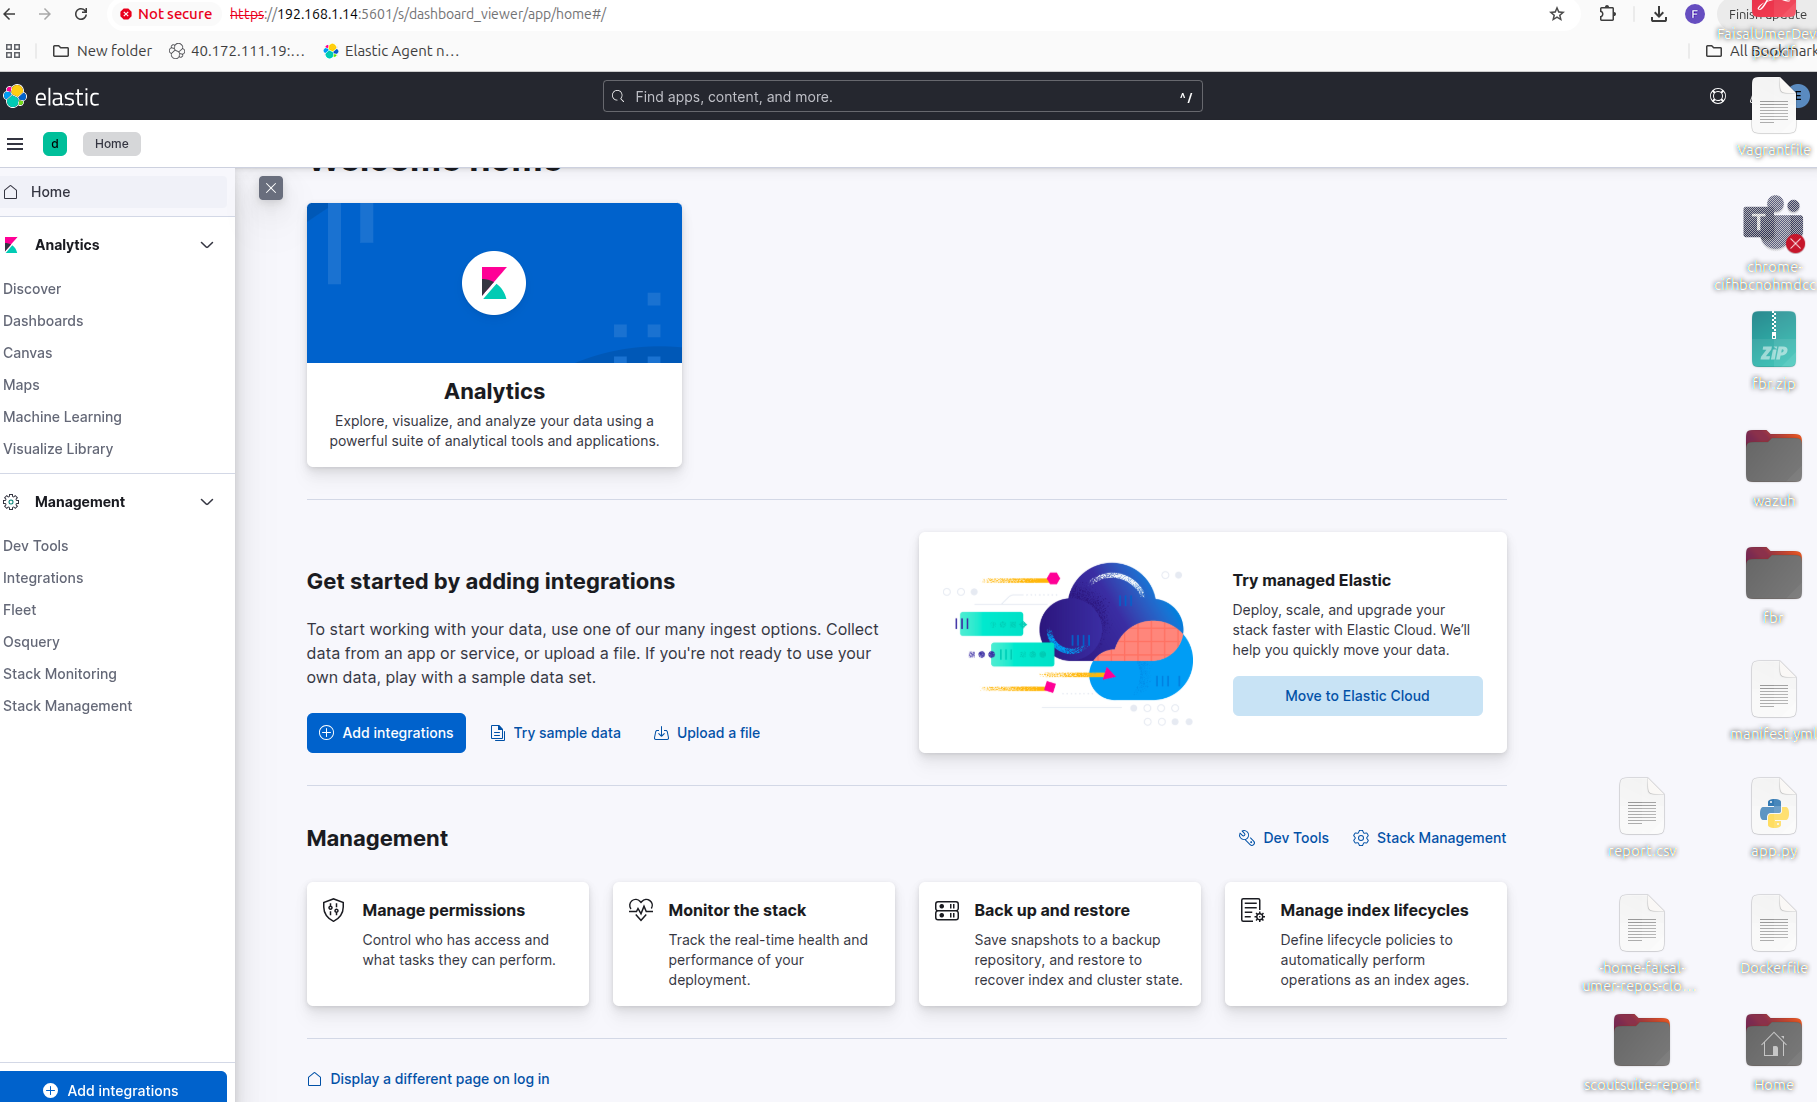 Not secure
https://192.168.1.14:5601/s/dashboard_viewer/app/home#/
F
New folder
40.172.111.19:...
Elastic Agent n...
elastic
Find apps, content, and more.
^/
E
d
Home
Home
Analytics
Discover
Dashboards
Canvas
Maps
Machine Learning
Visualize Library
Management
Dev Tools
Integrations
Fleet
Osquery
Stack Monitoring
Stack Management
Add integrations
Welcome home
Analytics
Explore, visualize, and analyze your data using a
powerful suite of analytical tools and applications.
Get started by adding integrations
To start working with your data, use one of our many ingest options. Collect
data from an app or service, or upload a file. If you're not ready to use your
own data, play with a sample data set.
Add integrations
Try sample data
Upload a file
Try managed Elastic
Deploy, scale, and upgrade your
stack faster with Elastic Cloud. We'll
help you quickly move your data.
Move to Elastic Cloud
Management
Dev Tools
Stack Management
Manage permissions
Control who has access and
what tasks they can perform.
Monitor the stack
Track the real-time health and
performance of your
deployment.
Back up and restore
Save snapshots to a backup
repository, and restore to
recover index and cluster state.
Manage index lifecycles
Define lifecycle policies to
automatically perform
operations as an index ages.
Display a different page on log in
FaisalUmerDev
All Bookmark
Vagrantfile
T
chrome-
cifhbcnohmdcc
ZiP
fbr.zip
wazuh
fbr
manifest.yml
report.csv
app.py
-home-faisal-
umer-repos-clo...
Dockerfile
scoutsuite-report
Home